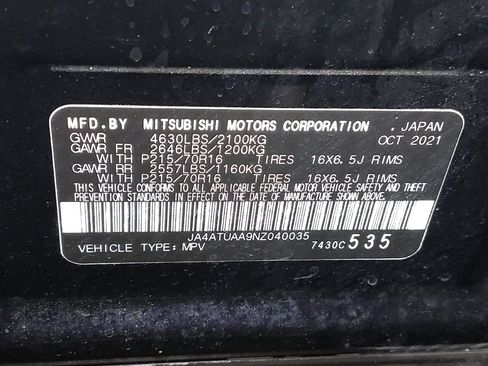 MFD.BY MITSUBISHI MOTORS CORPORATION , JAPAN
GVWR 4630LBS/2100KG OCT 2021
GAWR FR 2646LBS/1200KG
WITH P215/70R16 TIRES 16X6.5J RIMS
GAWR RR 2557LBS/1160KG
WITH P215/70R16 TIRES 16X6.5J RIMS
THIS VEHICLE CONFORMS TO ALL APPLICABLE FEDERAL MOTOR VEHICLE SAFETY AND THEFT
PREVENTION STANDARDS IN EFFECT ON THE DATE OF MANUFACTURE SHOWN ABOVE.
JA4ATUAA9NZ040035
VEHICLE TYPE: MPV 7430C 535